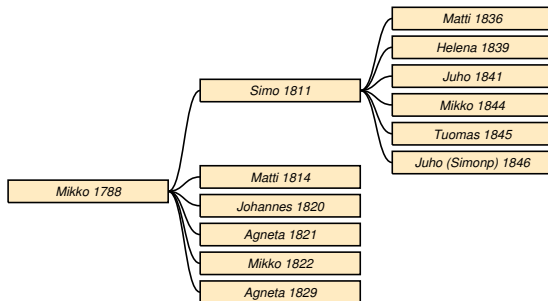 Matti 1836
Helena 1839
Juho 1841
Simo 1811
Mikko 1844
Tuomas 1845
Juho (Simonp) 1846
Matti 1814
Mikko 1788
Johannes 1820
Agneta 1821
Mikko 1822
Agneta 1829